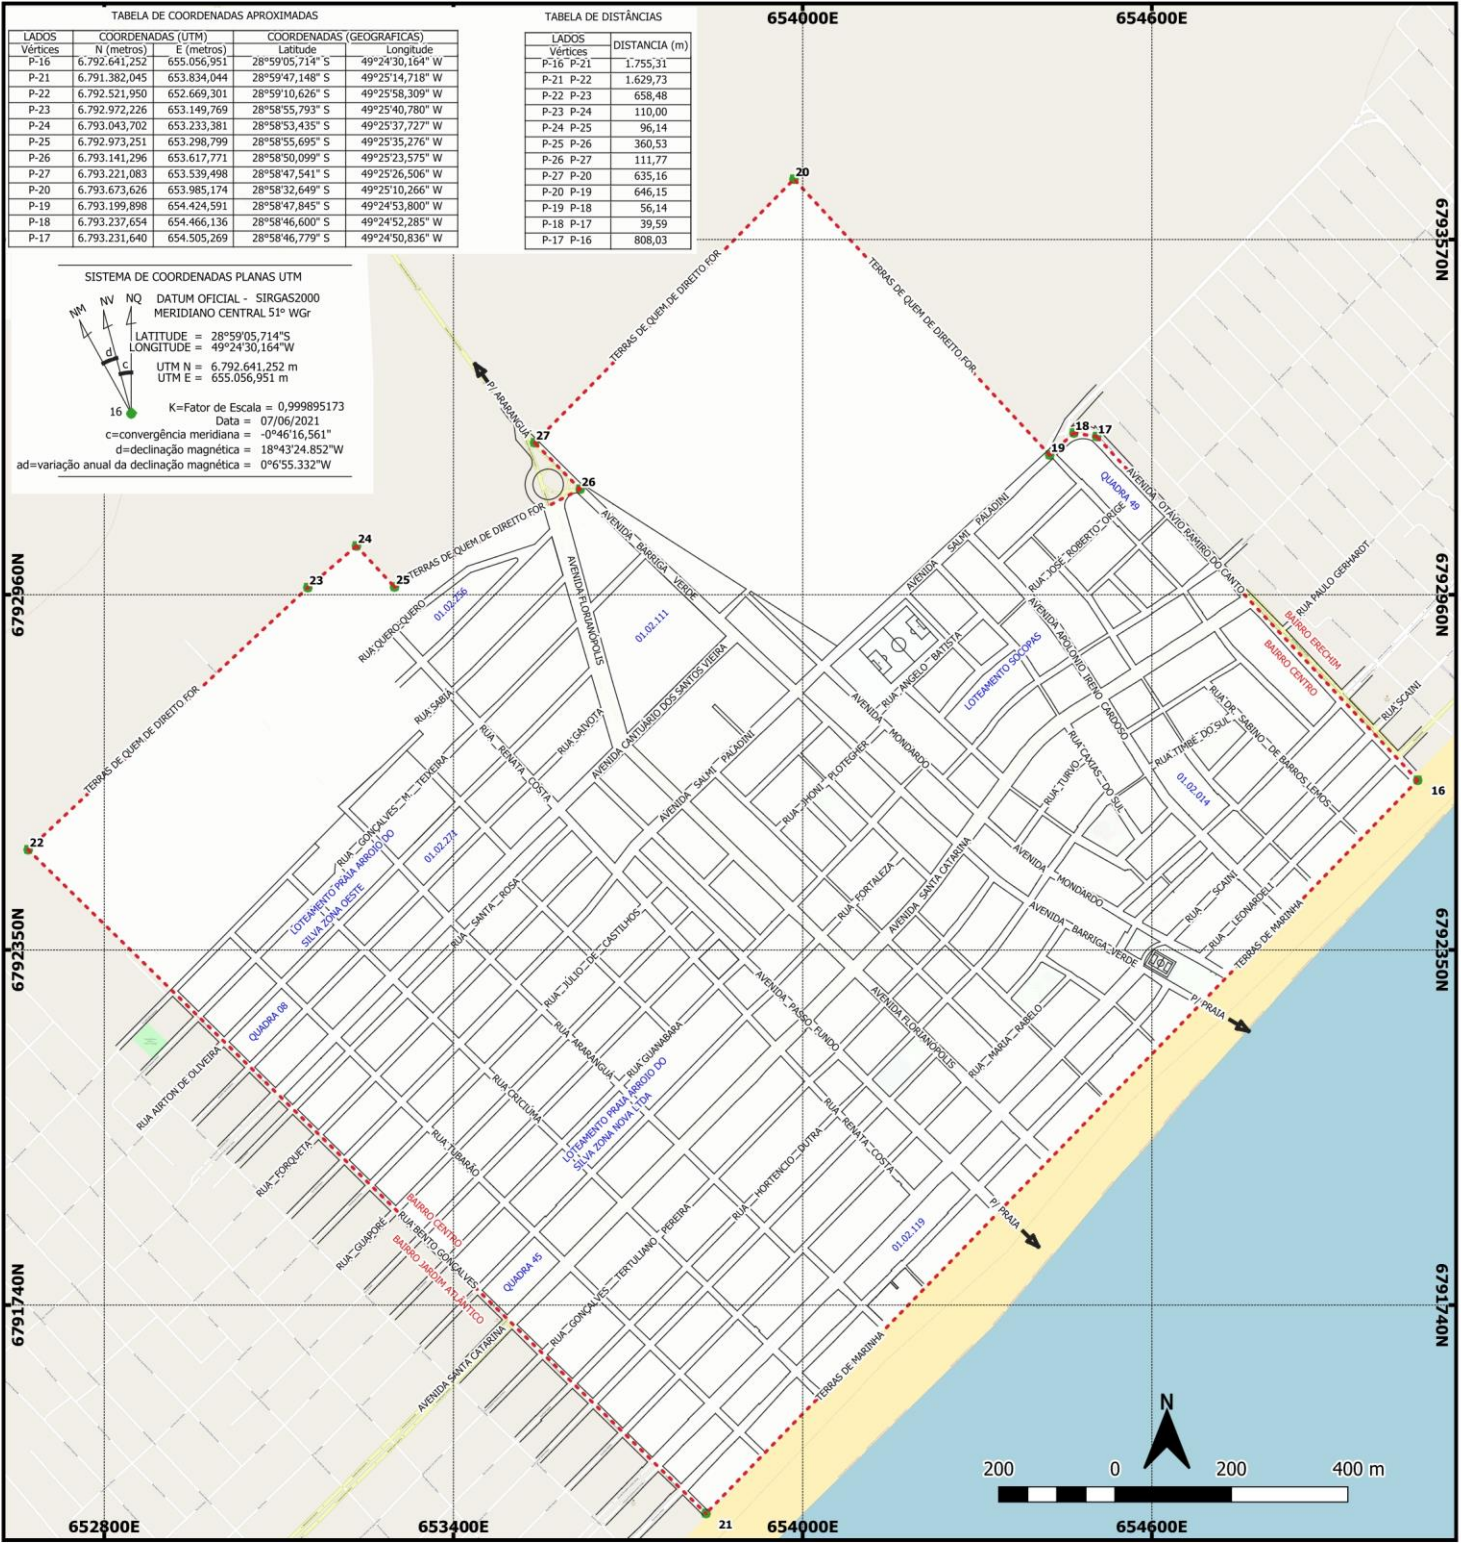 TABELA DE COORDENADAS APROXIMADAS
LADOS COORDENADAS (UTM) COORDENADAS (GEOGRAFICAS)
Vértices N (metros) E (metros) Latitude Longitude
P-16 6.792.641,252 655.056,951 28°59'05,714" S 49°24'30,164" W
P-21 6.791.382,045 653.834,044 28°59'47,148" S 49°25'14,718" W
P-22 6.792.521,950 652.669,301 28°59'10,626" S 49°25'58,309" W
P-23 6.792.972,226 653.149,769 28°58'55,793" S 49°25'40,780" W
P-24 6.793.043,702 653.233,381 28°58'53,435" S 49°25'37,727" W
P-25 6.792.973,251 653.298,799 28°58'55,695" S 49°25'35,276" W
P-26 6.793.141,296 653.617,771 28°58'50,099" S 49°25'23,575" W
P-27 6.793.221,083 653.539,498 28°58'47,541" S 49°25'26,506" W
P-20 6.793.673,626 653.985,174 28°58'32,649" S 49°25'10,266" W
P-19 6.793.199,898 654.424,591 28°58'47,845" S 49°24'53,800" W
P-18 6.793.237,654 654.466,136 28°58'46,600" S 49°24'52,285" W
P-17 6.793.231,640 654.505,269 28°58'46,779" S 49°24'50,836" W
TABELA DE DISTÂNCIAS
LADOS
Vértices DISTANCIA (m)
P-16 P-21 1.755,31
P-21 P-22 1.629,73
P-22 P-23 658,48
P-23 P-24 110,00
P-24 P-25 96,14
P-25 P-26 360,53
P-26 P-27 111,77
P-27 P-20 635,16
P-20 P-19 646,15
P-19 P-18 56,14
P-18 P-17 39,59
P-17 P-16 808,03
654000E
654600E
SISTEMA DE COORDENADAS PLANAS UTM
NM NV NQ
DATUM OFICIAL - SIRGAS2000
MERIDIANO CENTRAL 51° WGr
LATITUDE = 28°59'05,714"S
LONGITUDE = 49°24'30,164"W
UTM N = 6.792.641,252 m
UTM E = 655.056,951 m
d
c
16
K=Fator de Escala = 0,999895173
Data = 07/06/2021
c=convergência meridiana = -0°46'16,561"
d=declinação magnética = 18°43'24.852"W
ad=variação anual da declinação magnética = 0°6'55.332"W
20
6793570N
TERRAS DE QUEM DE DIREITO FOR
TERRAS DE QUEM DE DIREITO FOR
P/ ARARANGUÁ
27
26
19
18
17
24
23
25
TERRAS DE QUEM DE DIREITO FOR
QUADRA 49
AVENIDA OTÁVIO RAMIRO DO CANTO
RUA JOSÉ ROBERTO ORIGE
AVENIDA SALMI PALADINI
AVENIDA BARRIGA VERDE
AVENIDA FLORIANÓPOLIS
6792960N
6792960N
RUA QUERO-QUERO
01.02.256
01.02.111
RUA PAULO GERHARDT
BAIRRO ERECHIM
BAIRRO CENTRO
RUA SCAINI
AVENIDA APOLONIO IRENO CARDOSO
RUA ANGELO BATISTA
LOTEAMENTO SOCOPAS
TERRAS DE QUEM DE DIREITO FOR
RUA SABIÁ
RUA GAIVOTA
AVENIDA CANTUÁRIO DOS SANTOS VIEIRA
RUA RENATA COSTA
AVENIDA SALMI PALADINI
AVENIDA MONDARDO
RUA JHONI PLOTEGHER
RUA DR. SABINO DE BARROS LEMOS
RUA TIMBÉ DO SUL
RUA CAXIAS DO SUL
RUA TURVO
01.02.014
16
22
RUA GONÇALVES M. TEIXEIRA
01.02.271
LOTEAMENTO PRAIA ARROIO DO
SILVA ZONA OESTE
RUA SANTA ROSA
RUA FORTALEZA
AVENIDA SANTA CATARINA
AVENIDA MONDARDO
AVENIDA BARRIGA VERDE
RUA SCAINI
RUA LEONARDELI
TERRAS DE MARINHA
P/ PRAIA
6792350N
6792350N
RUA JÚLIO DE CASTILHOS
QUADRA 08
RUA ARARANGUÁ
RUA GUANABARA
AVENIDA PASSO FUNDO
AVENIDA FLORIANÓPOLIS
RUA MARIA RABELO
RUA AIRTON DE OLIVEIRA
RUA CRICIÚMA
LOTEAMENTO PRAIA ARROIO DO
SILVA ZONA NOVA LTDA
RUA TUBARÃO
RUA HORTENCIO DUTRA
RUA RENATA COSTA
RUA FORQUETA
RUA GUAPORÉ
BAIRRO CENTRO
RUA BENTO GONÇALVES
BAIRRO JARDIM ATLÂNTICO
QUADRA 45
RUA GONÇALVES TERTULIANO PEREIRA
01.02.119
P/ PRAIA
6791740N
6791740N
AVENIDA SANTA CATARINA
TERRAS DE MARINHA
N
200 0 200 400 m
21
652800E
653400E
654000E
654600E